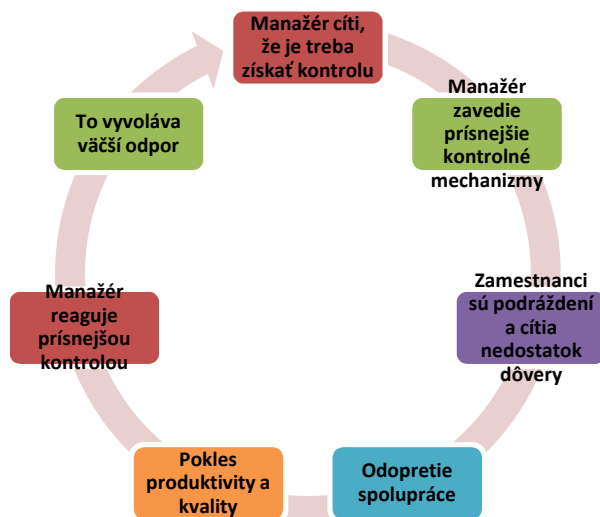 Manažér cíti,
že je treba
získať kontrolu
Manažér
zavedie
prísnejšie
kontrolné
mechanizmy
Zamestnanci
sú podráždení
a cítia
nedostatok
dôvery
Odopretie
spolupráce
Pokles
produktivity a
kvality
Manažér
reaguje
prísnejšou
kontrolou
To vyvoláva
väčší odpor